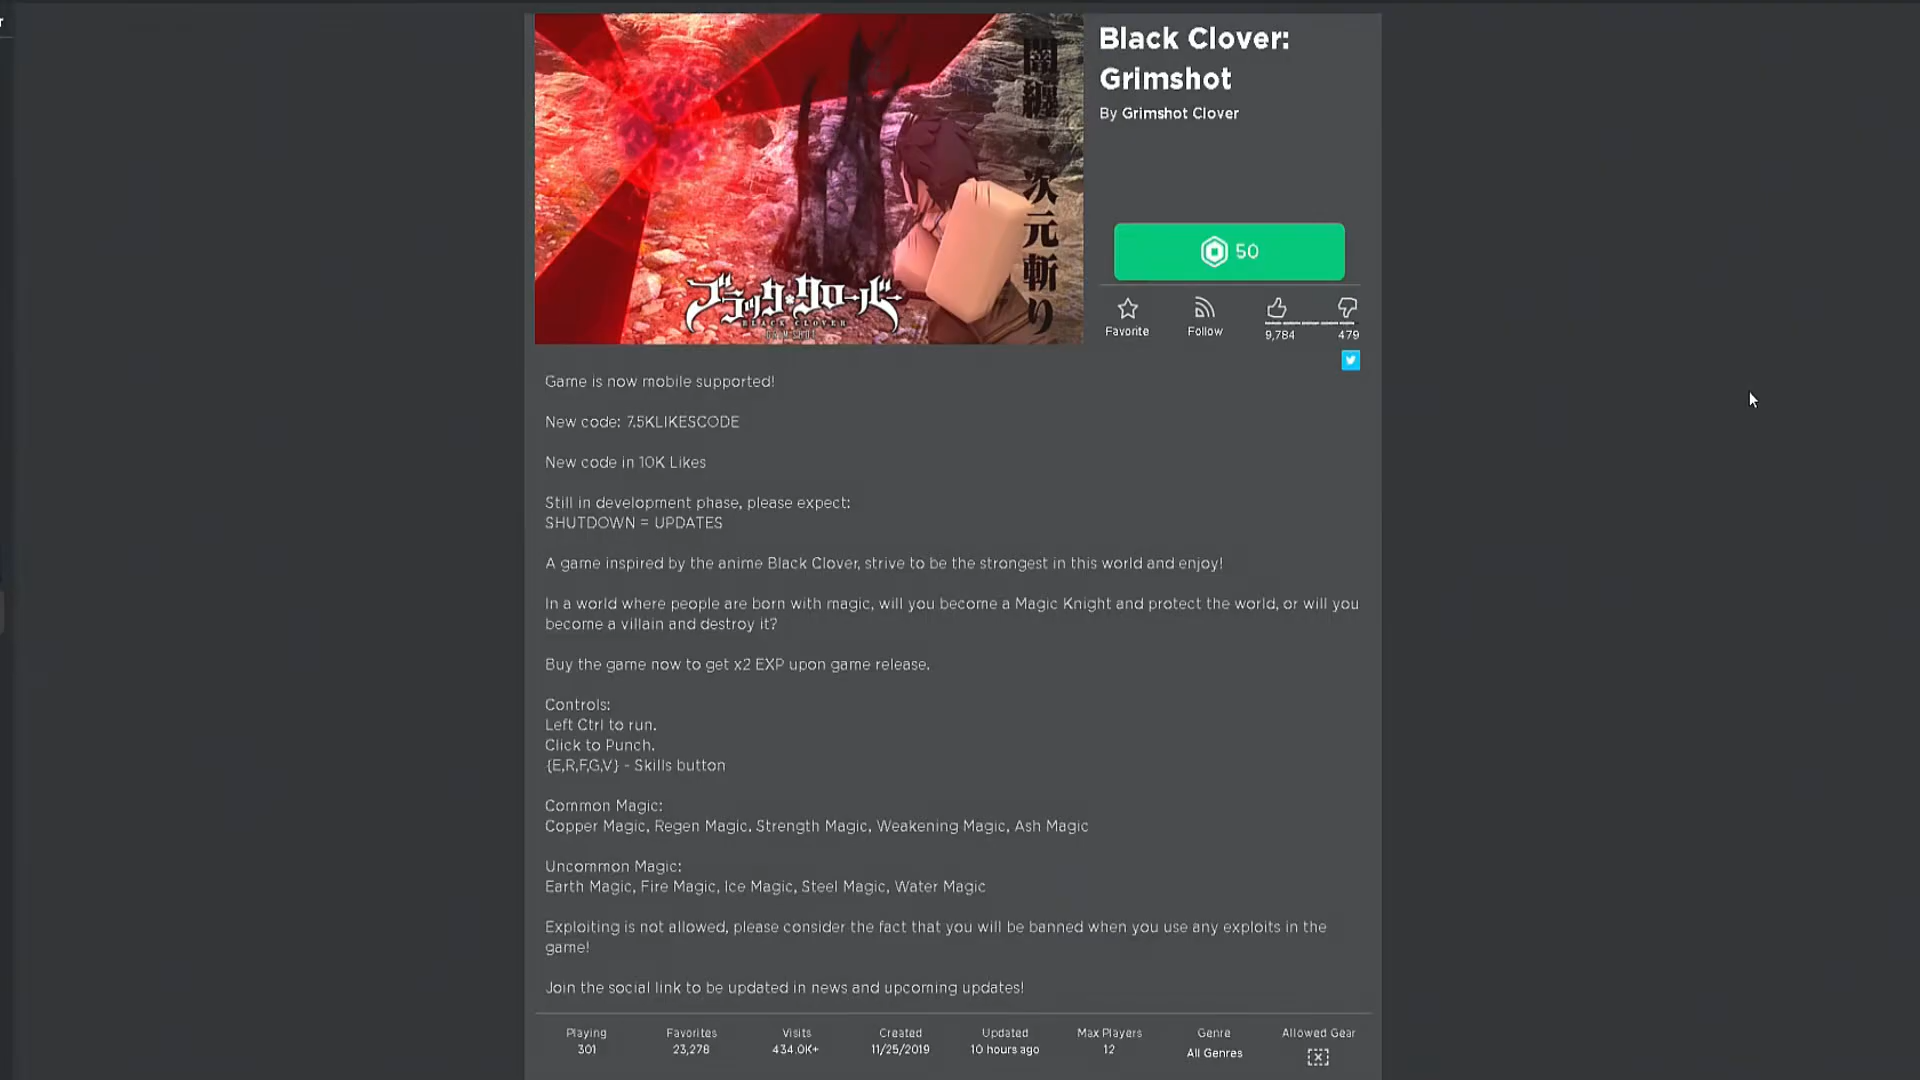 Black Clover:
Grimshot
By Grimshot Clover
闇纏・次元斬り
ブラッククローバー
BLACK CLOVER
50
Favorite
Follow
9,784
479
Game is now mobile supported!
New code: 7.5KLIKESCODE
New code in 10K Likes
Still in development phase, please expect:
SHUTDOWN = UPDATES
A game inspired by the anime Black Clover, strive to be the strongest in this world and enjoy!
In a world where people are born with magic, will you become a Magic Knight and protect the world, or will you
become a villain and destroy it?
Buy the game now to get x2 EXP upon game release.
Controls:
Left Ctrl to run.
Click to Punch.
{E,R,F,G,V} - Skills button
Common Magic:
Copper Magic, Regen Magic. Strength Magic, Weakening Magic, Ash Magic
Uncommon Magic:
Earth Magic, Fire Magic, Ice Magic, Steel Magic, Water Magic
Exploiting is not allowed, please consider the fact that you will be banned when you use any exploits in the
game!
Join the social link to be updated in news and upcoming updates!
Playing Favorites Visits Created Updated Max Players Genre Allowed Gear
301 23,278 434.0K+ 11/25/2019 10 hours ago 12 All Genres